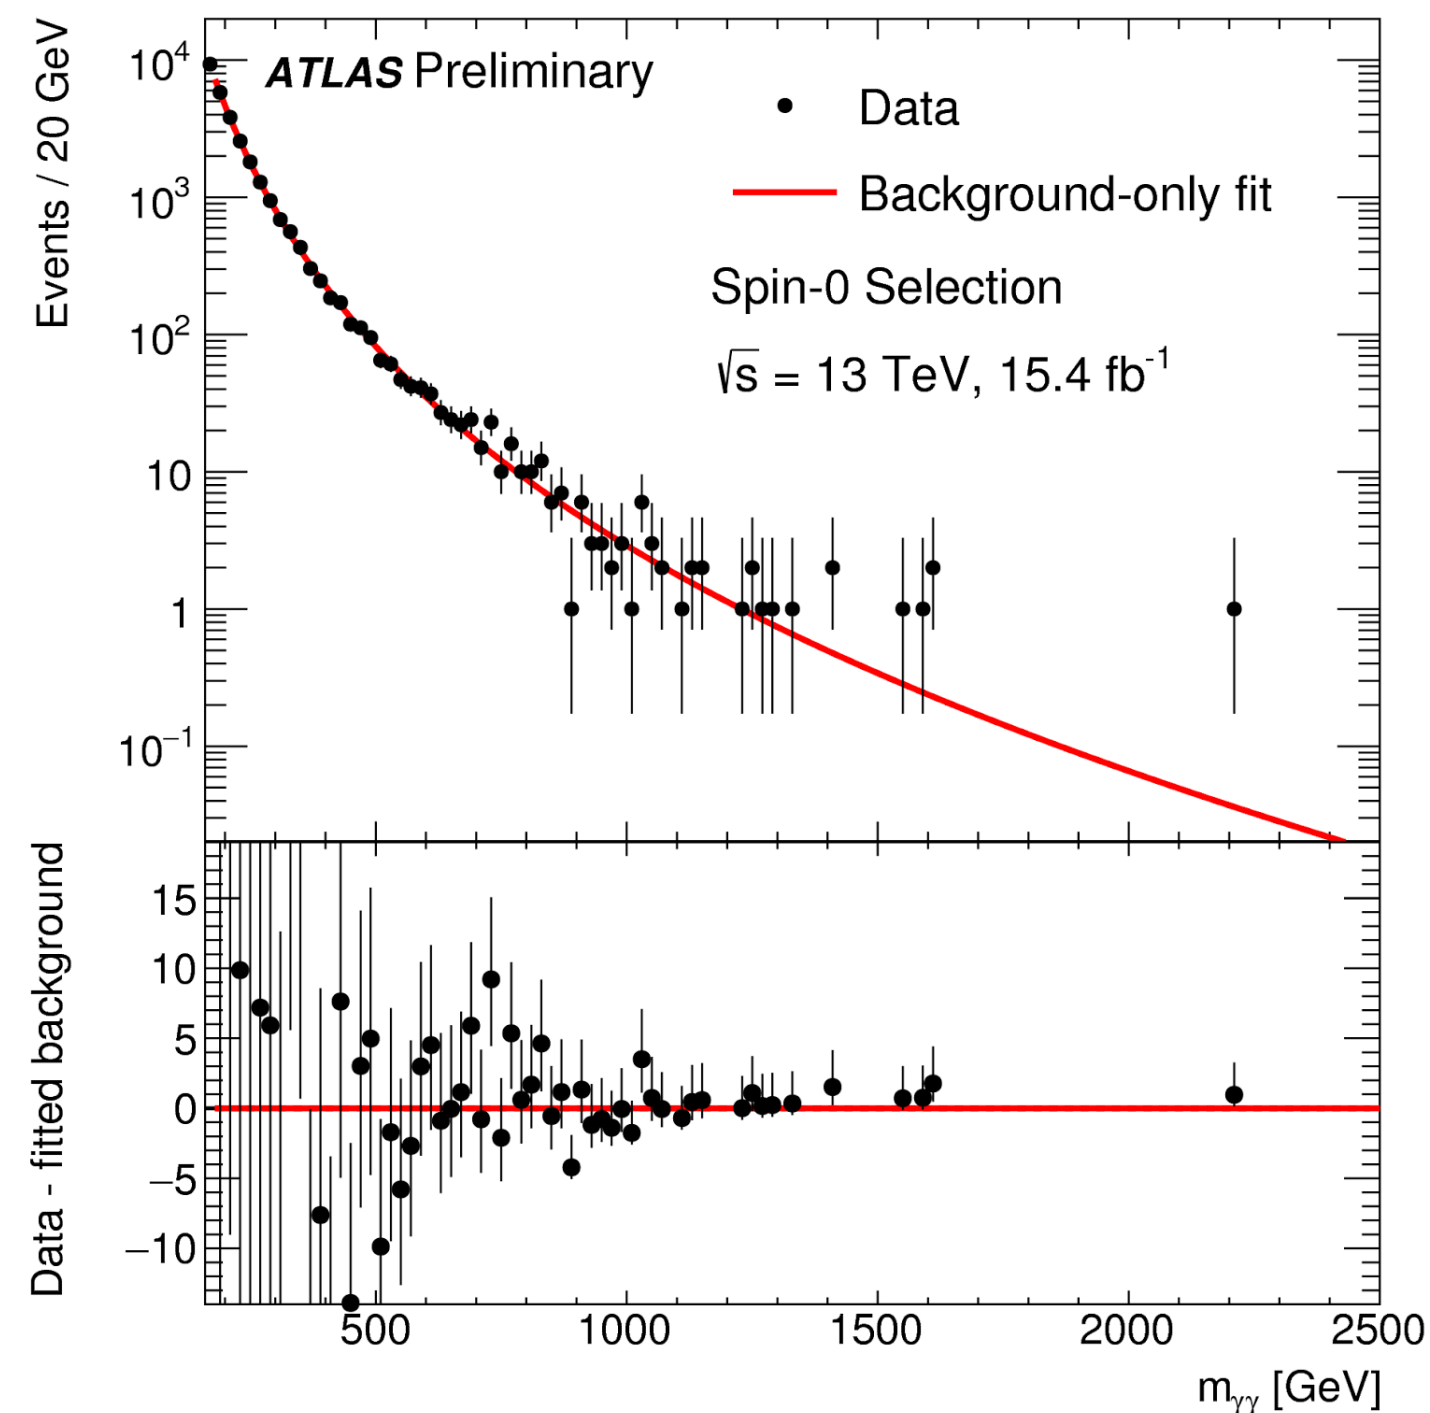 Events / 20 GeV
10⁴
10³
10²
10
1
10⁻¹
ATLAS Preliminary
Data
Background-only fit
Spin-0 Selection
√s = 13 TeV, 15.4 fb⁻¹
Data - fitted background
15
10
5
0
−5
−10
500 1000 1500 2000 2500
mγγ [GeV]